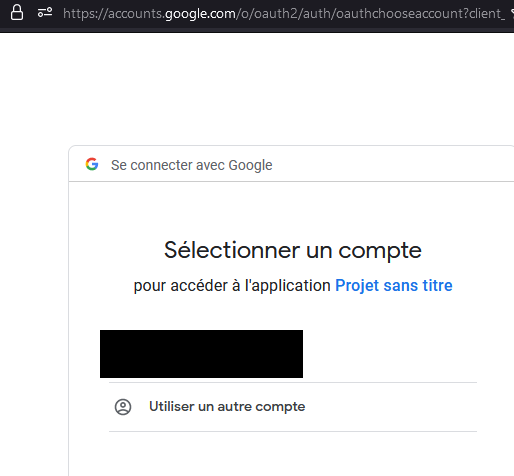 https://accounts.google.com/o/oauth2/auth/oauthchooseaccount?client_
Se connecter avec Google
Sélectionner un compte
pour accéder à l'application Projet sans titre
Utiliser un autre compte